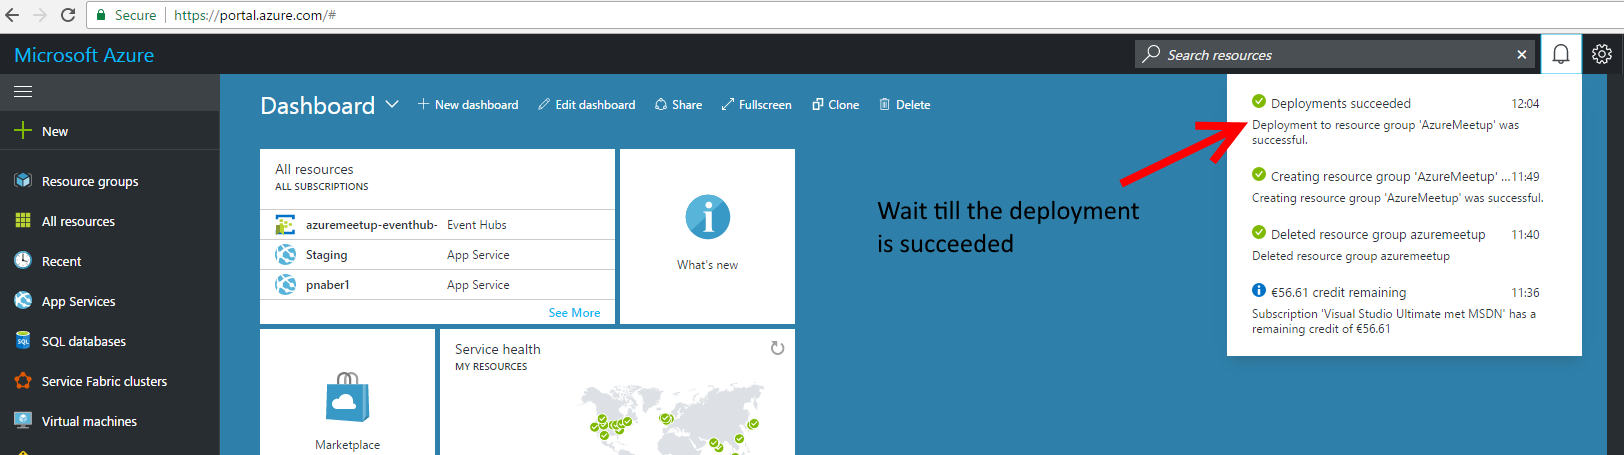 Secure https://portal.azure.com/#
Microsoft Azure
Search resources
Dashboard
New dashboard
Edit dashboard
Share
Fullscreen
Clone
Delete
New
Resource groups
All resources
Recent
App Services
SQL databases
Service Fabric clusters
Virtual machines
All resources
ALL SUBSCRIPTIONS
azuremeetup-eventhub- Event Hubs
Staging App Service
pnaber1 App Service
See More
What's new
Marketplace
Service health
MY RESOURCES
Wait till the deployment
is succeeded
Deployments succeeded 12:04
Deployment to resource group 'AzureMeetup' was
successful.
Creating resource group 'AzureMeetup' ... 11:49
Creating resource group 'AzureMeetup' was successful.
Deleted resource group azuremeetup 11:40
Deleted resource group azuremeetup
€56.61 credit remaining 11:36
Subscription 'Visual Studio Ultimate met MSDN' has a
remaining credit of €56.61